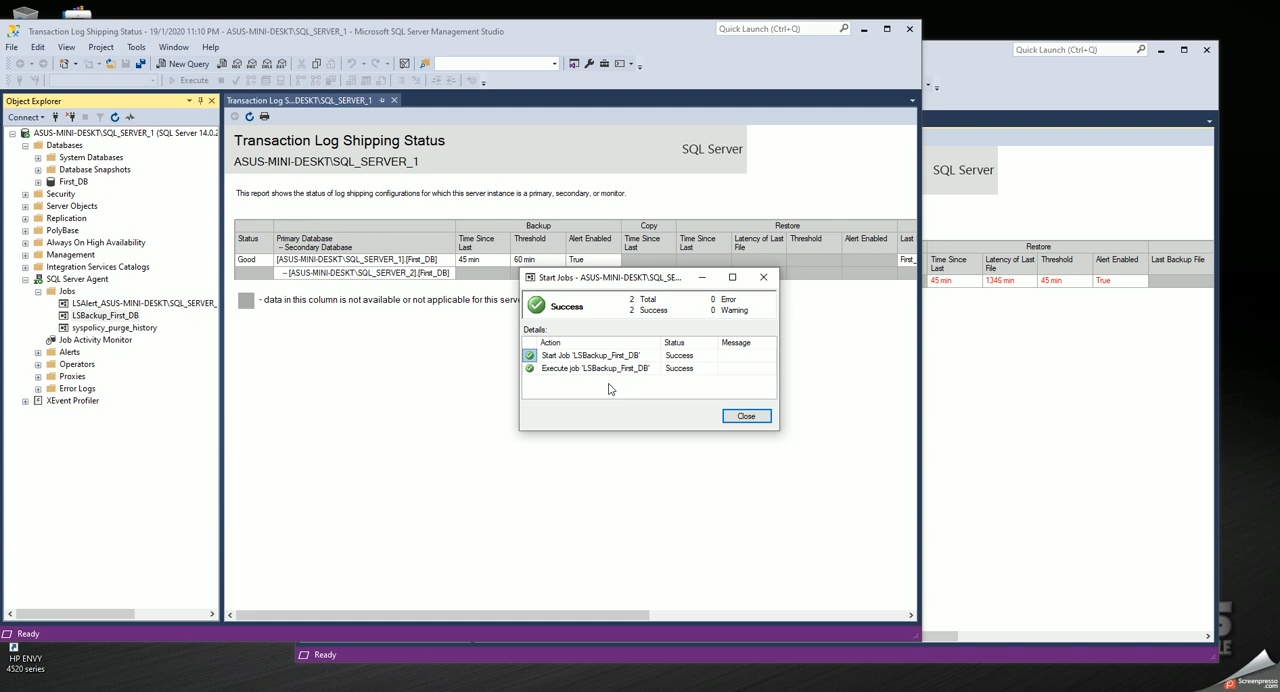 Transaction Log Shipping Status - 19/1/2020 11:10 PM - ASUS-MINI-DESKT\SQL_SERVER_1 - Microsoft SQL Server Management Studio
Quick Launch (Ctrl+Q)
File Edit View Project Tools Window Help
New Query
Execute
Object Explorer
Connect
ASUS-MINI-DESKT\SQL_SERVER_1 (SQL Server 14.0.2
Databases
System Databases
Database Snapshots
First_DB
Security
Server Objects
Replication
PolyBase
Always On High Availability
Management
Integration Services Catalogs
SQL Server Agent
Jobs
LSAlert_ASUS-MINI-DESKT\SQL_SERVER_
LSBackup_First_DB
syspolicy_purge_history
Job Activity Monitor
Alerts
Operators
Proxies
Error Logs
XEvent Profiler
Transaction Log S...DESKT\SQL_SERVER_1
Transaction Log Shipping Status
ASUS-MINI-DESKT\SQL_SERVER_1
SQL Server
This report shows the status of log shipping configurations for which this server instance is a primary, secondary, or monitor.
Backup Copy Restore
Status Primary Database -- Secondary Database Time Since Last Threshold Alert Enabled Time Since Last Time Since Last Latency of Last File Threshold Alert Enabled Last
Good [ASUS-MINI-DESKT\SQL_SERVER_1].[First_DB] 45 min 60 min True First_
-- [ASUS-MINI-DESKT\SQL_SERVER_2].[First_DB]
- data in this column is not available or not applicable for this serve
Start Jobs - ASUS-MINI-DESKT\SQL_SE...
Success
2 Total 0 Error
2 Success 0 Warning
Details:
Action Status Message
Start Job 'LSBackup_First_DB' Success
Execute job 'LSBackup_First_DB' Success
Close
Ready
Quick Launch (Ctrl+Q)
SQL Server
Restore
Time Since Last Latency of Last File Threshold Alert Enabled Last Backup File
45 min 1346 min 45 min True
Ready
HP ENVY
4520 series
Screenpresso
.com